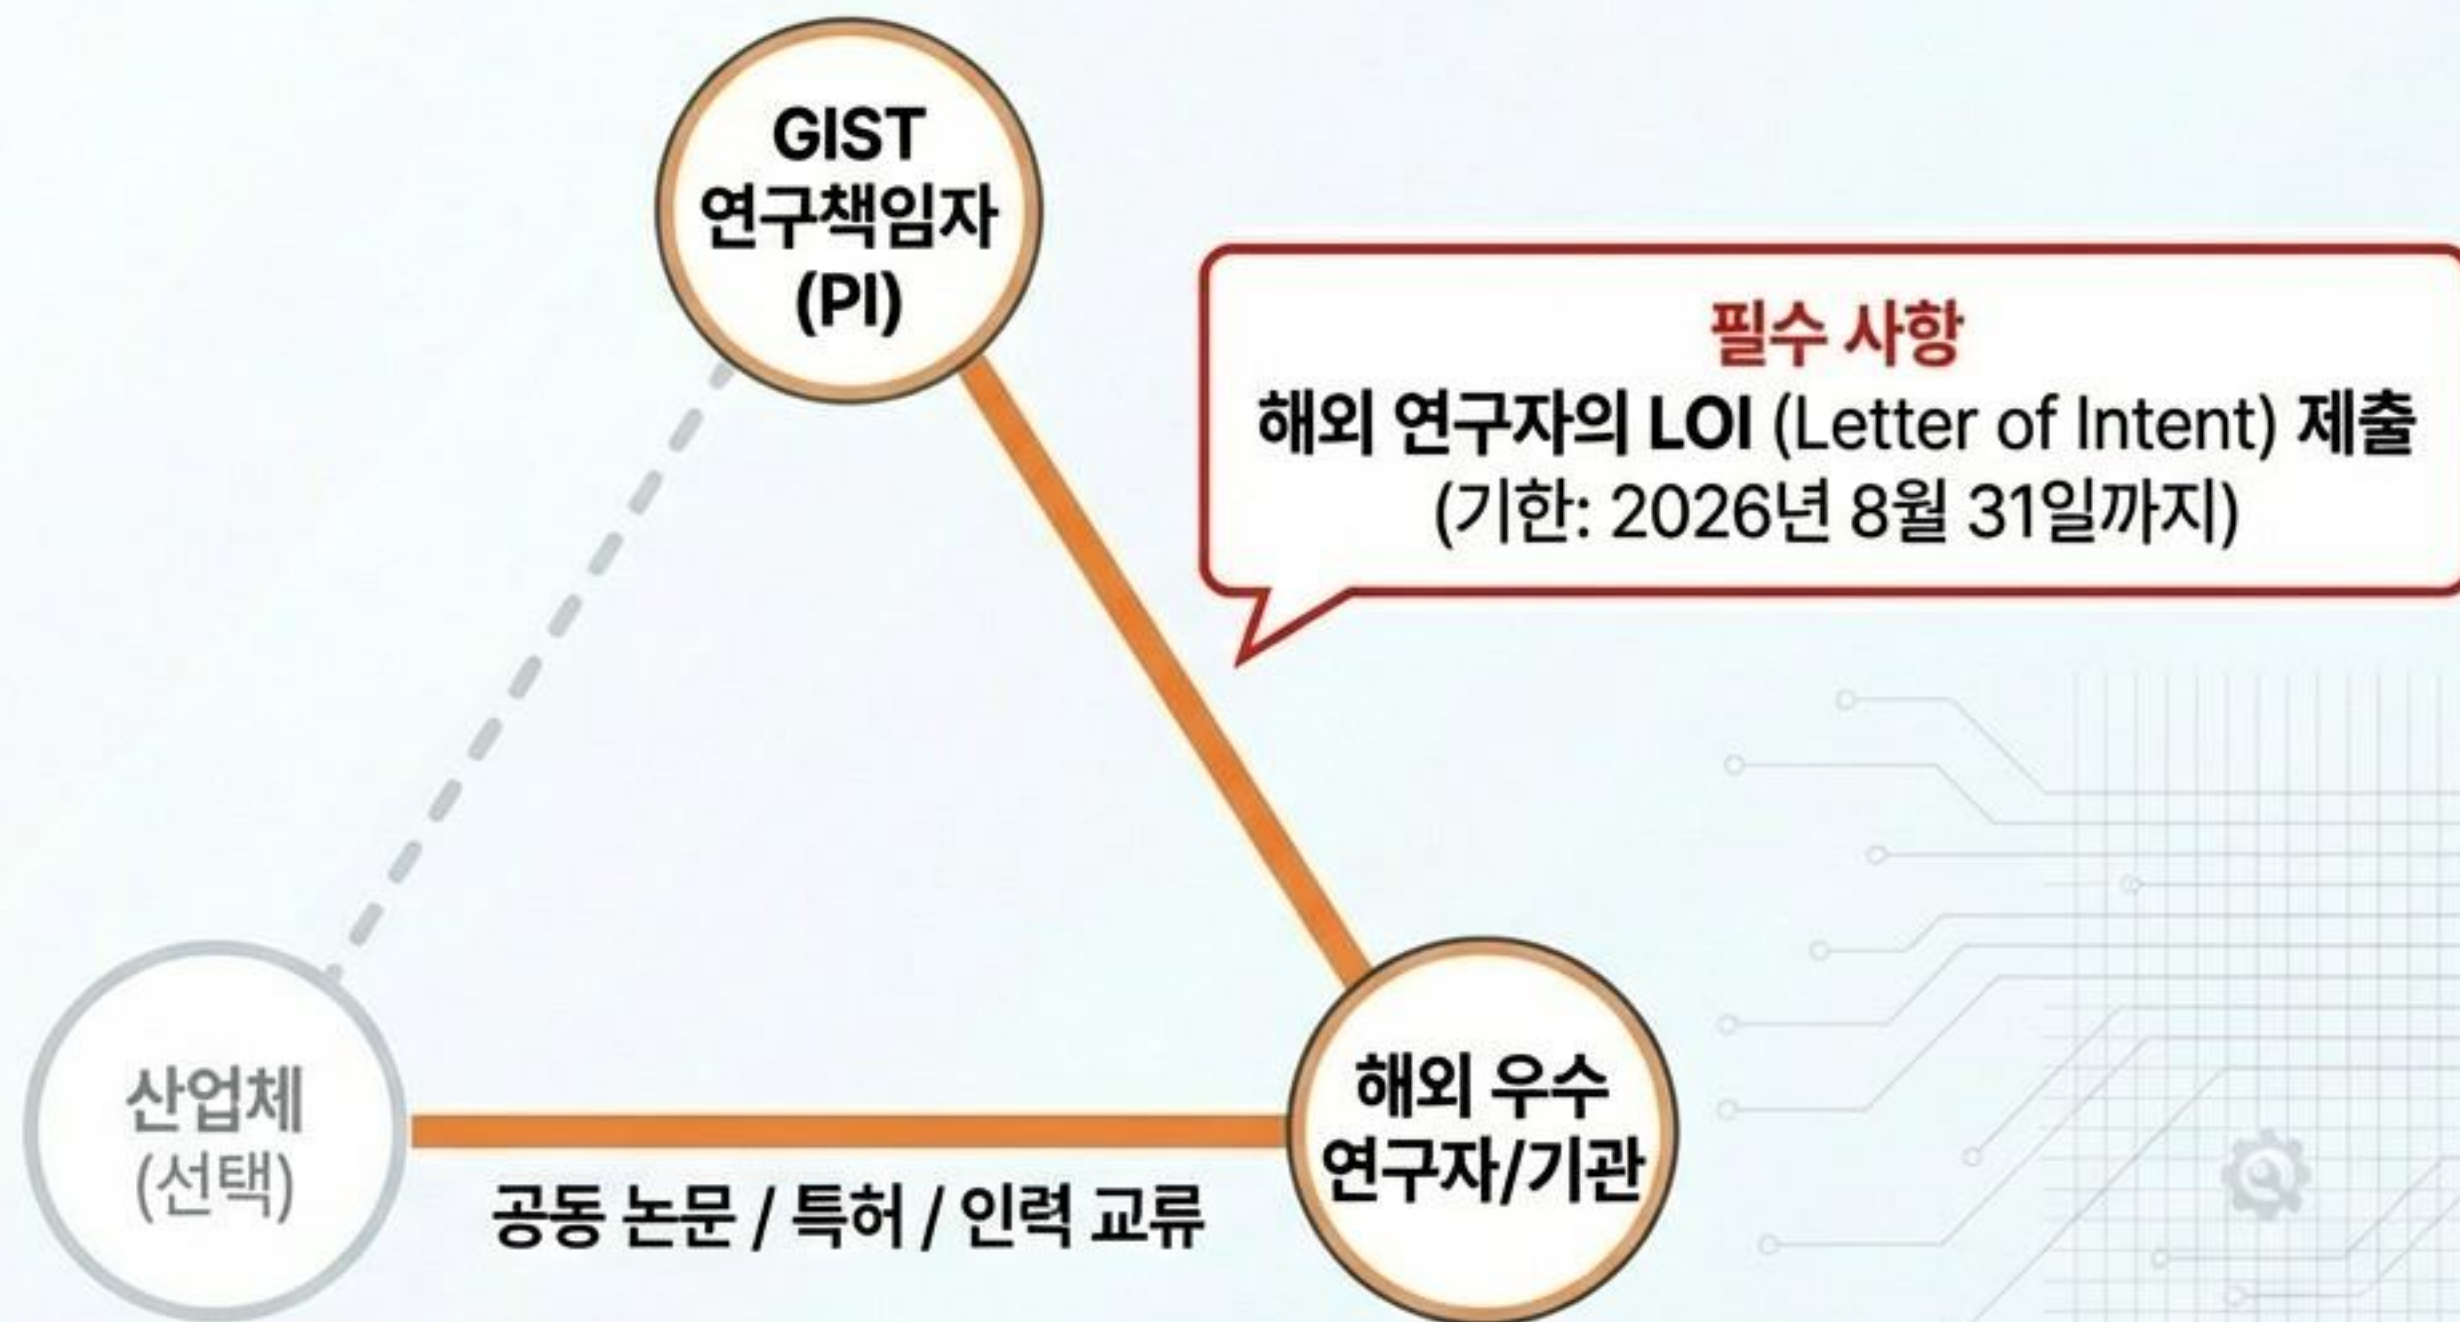 GIST
연구책임자
(PI)
필수 사항
해외 연구자의 LOI (Letter of Intent) 제출
(기한: 2026년 8월 31일까지)
산업체
(선택)
공동 논문 / 특허 / 인력 교류
해외 우수
연구자/기관